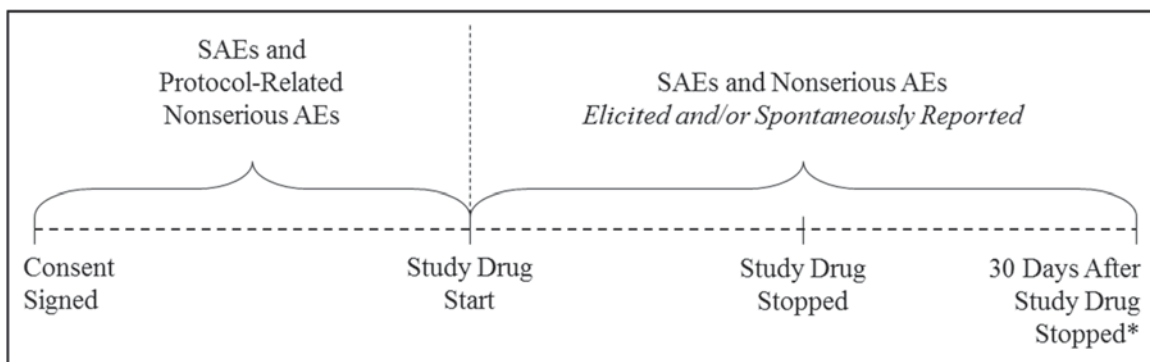 SAEs and
Protocol-Related
Nonserious AEs
SAEs and Nonserious AEs
Elicited and/or Spontaneously Reported
Consent
Signed
Study Drug
Start
Study Drug
Stopped
30 Days After
Study Drug
Stopped*